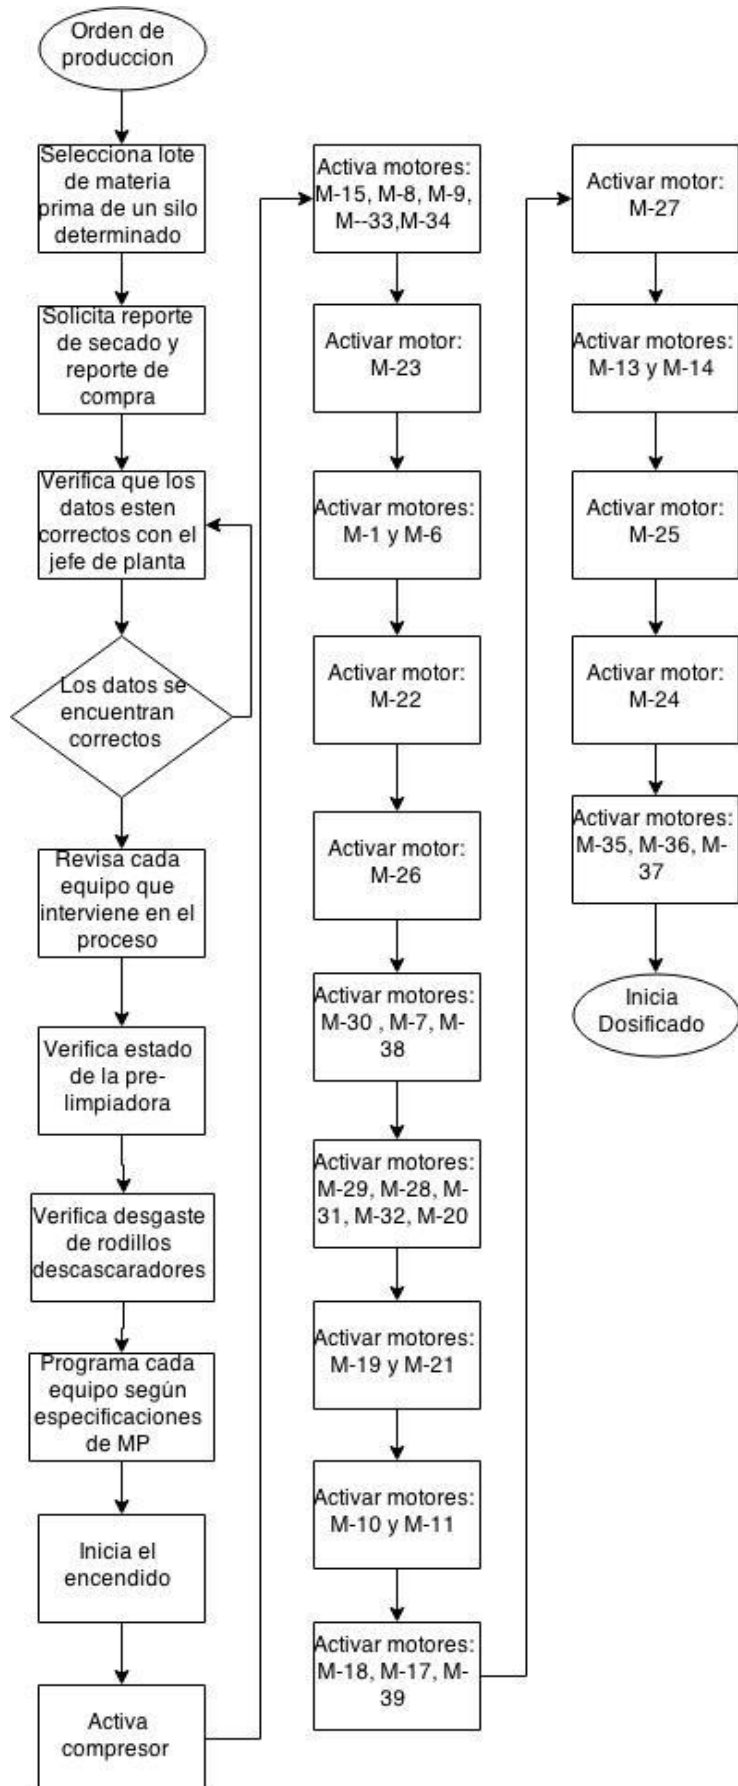 Orden de
produccion
Selecciona lote
de materia
prima de un silo
determinado
Solicita reporte
de secado y
reporte de
compra
Verifica que los
datos esten
correctos con el
jefe de planta
Los datos se
encuentran
correctos
Revisa cada
equipo que
interviene en el
proceso
Verifica estado
de la pre-
limpiadora
Verifica desgaste
de rodillos
descascaradores
Programa cada
equipo según
especificaciones
de MP
Inicia el
encendido
Activa
compresor
Activa motores:
M-15, M-8, M-9,
M--33,M-34
Activar motor:
M-23
Activar motores:
M-1 y M-6
Activar motor:
M-22
Activar motor:
M-26
Activar motores:
M-30 , M-7, M-
38
Activar motores:
M-29, M-28, M-
31, M-32, M-20
Activar motores:
M-19 y M-21
Activar motores:
M-10 y M-11
Activar motores:
M-18, M-17, M-
39
Activar motor:
M-27
Activar motores:
M-13 y M-14
Activar motor:
M-25
Activar motor:
M-24
Activar motores:
M-35, M-36, M-
37
Inicia
Dosificado